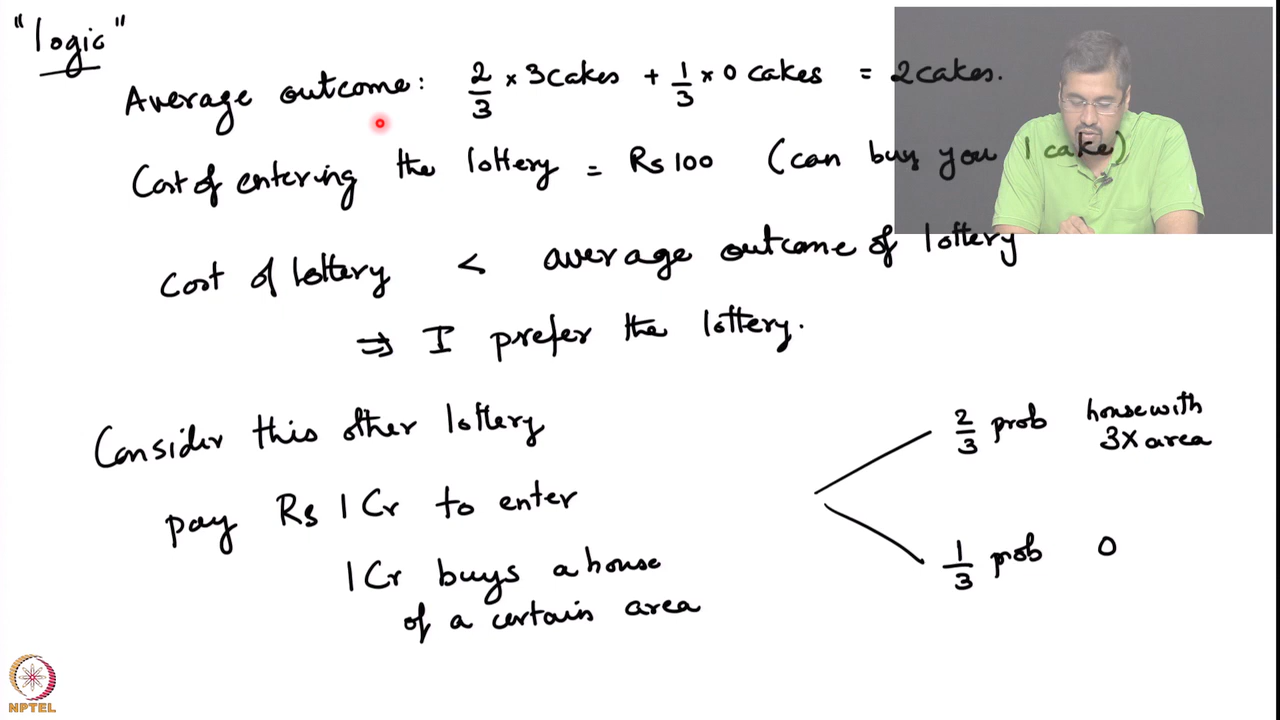 "logic"
Average outcome: 2/3 × 3 cakes + 1/3 × 0 cakes = 2 cakes.
Cost of entering the lottery = Rs 100 (can buy you 1 cake)
Cost of lottery < average outcome of lottery
⇒ I prefer the lottery.
Consider this other lottery
2/3 prob house with 3X area
pay Rs 1 Cr to enter
1/3 prob 0
1 Cr buys a house
of a certain area
NPTEL